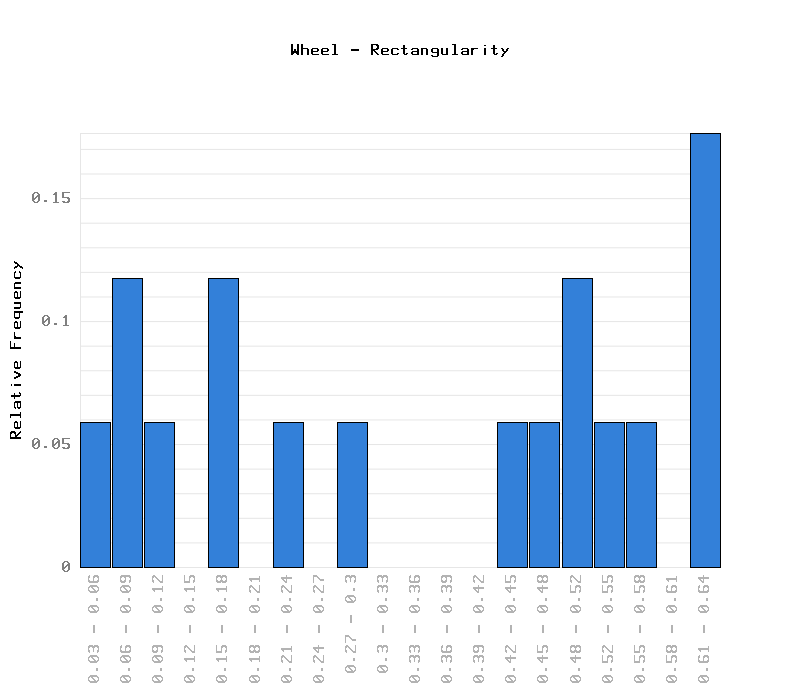 Wheel - Rectangularity
Relative Frequency
0.15
0.1
0.05
0
0.03 - 0.06
0.06 - 0.09
0.09 - 0.12
0.12 - 0.15
0.15 - 0.18
0.18 - 0.21
0.21 - 0.24
0.24 - 0.27
0.27 - 0.3
0.3 - 0.33
0.33 - 0.36
0.36 - 0.39
0.39 - 0.42
0.42 - 0.45
0.45 - 0.48
0.48 - 0.52
0.52 - 0.55
0.55 - 0.58
0.58 - 0.61
0.61 - 0.64